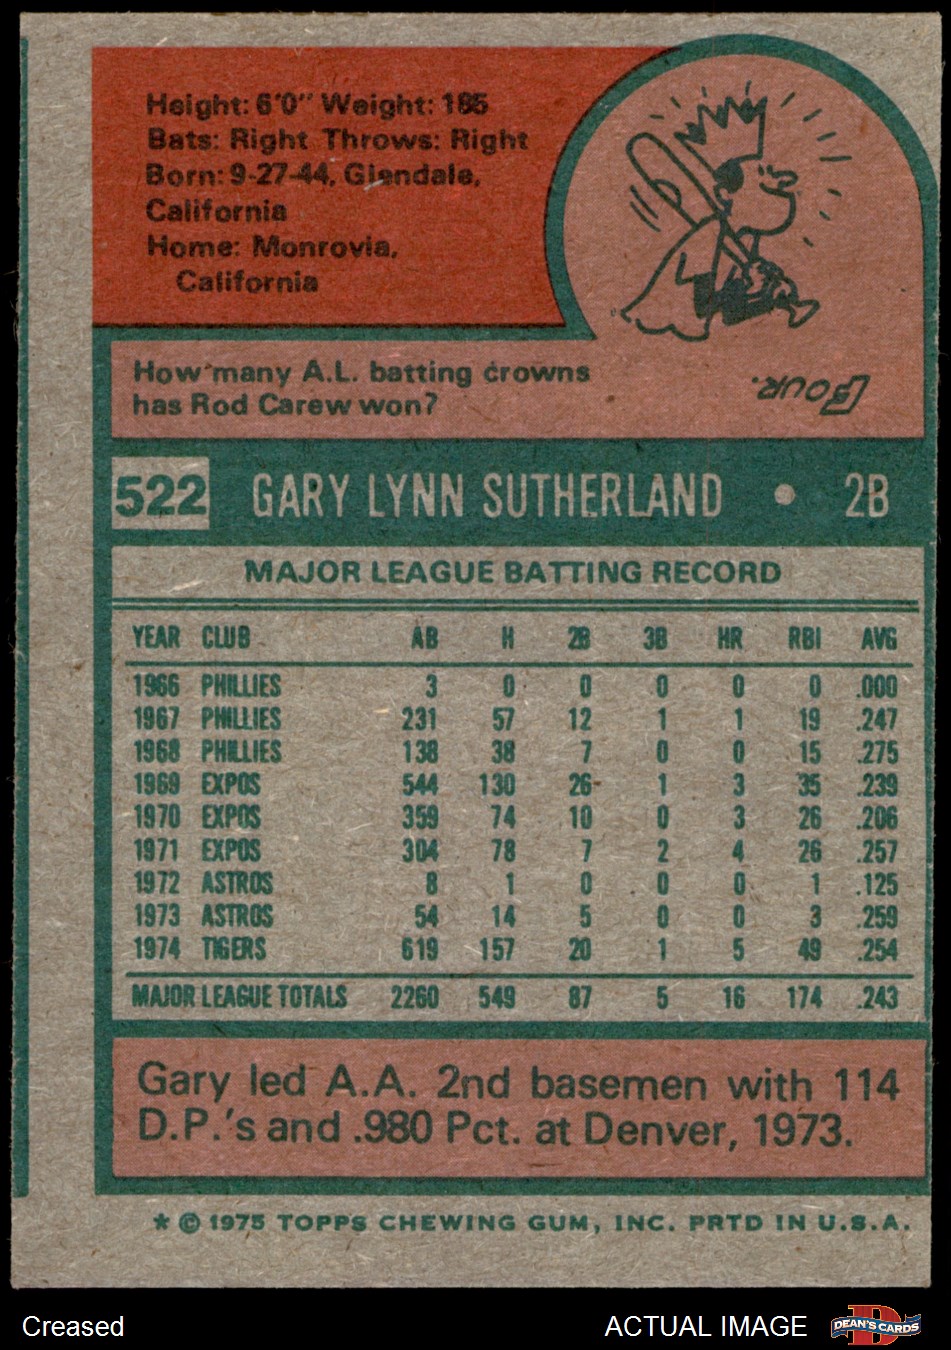 Height: 6'0" Weight: 185
Bats: Right Throws: Right
Born: 9-27-44, Glendale,
California
Home: Monrovia,
California
How many A.L. batting crowns
has Rod Carew won?
Four.
522 GARY LYNN SUTHERLAND • 2B
MAJOR LEAGUE BATTING RECORD
YEAR CLUB AB H 2B 3B HR RBI AVG
1966 PHILLIES 3 0 0 0 0 0 .000
1967 PHILLIES 231 57 12 1 1 19 .247
1968 PHILLIES 138 38 7 0 0 15 .275
1969 EXPOS 544 130 26 1 3 35 .239
1970 EXPOS 359 74 10 0 3 26 .206
1971 EXPOS 304 78 7 2 4 26 .257
1972 ASTROS 8 1 0 0 0 1 .125
1973 ASTROS 54 14 5 0 0 3 .259
1974 TIGERS 619 157 20 1 5 49 .254
MAJOR LEAGUE TOTALS 2260 549 87 5 16 174 .243
Gary led A.A. 2nd basemen with 114
D.P.'s and .980 Pct. at Denver, 1973.
* © 1975 TOPPS CHEWING GUM, INC. PRTD IN U.S.A.
Creased
ACTUAL IMAGE
DEAN'S CARDS